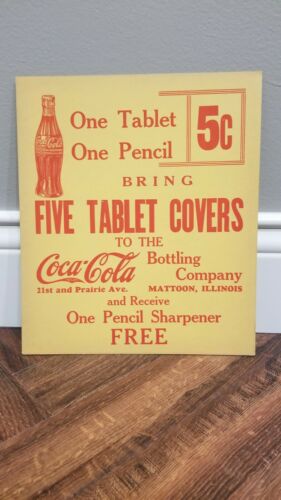 One Tablet
One Pencil
5c
BRING
FIVE TABLET COVERS
TO THE
Coca-Cola Bottling Company
21st and Prairie Ave. MATTOON, ILLINOIS
and Receive
One Pencil Sharpener
FREE